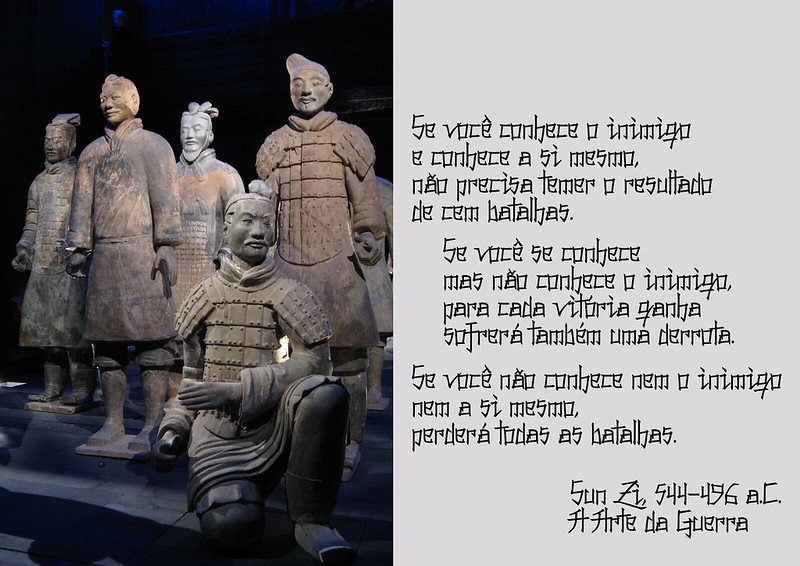 Se você conhece o inimigo
e conhece a si mesmo,
não precisa temer o resultado
de cem batalhas.
Se você se conhece
mas não conhece o inimigo,
para cada vitória ganha
sofrerá também uma derrota.
Se você não conhece nem o inimigo
nem a si mesmo,
perderá todas as batalhas.
Sun Zi, 544-496 a.C.
A Arte da Guerra